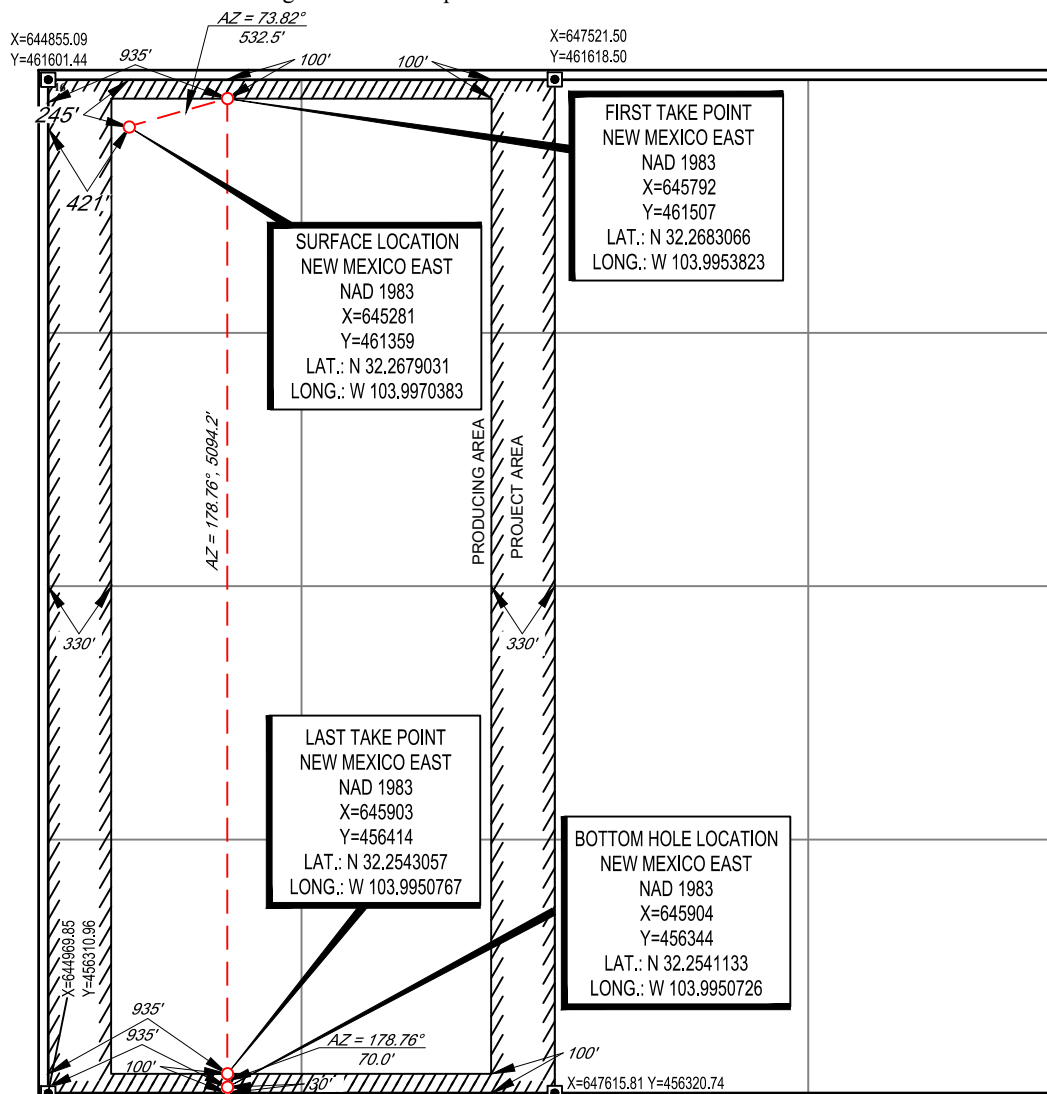 AZ = 73.82°
532.5'
X=644855.09
Y=461601.44
935'
100'
100'
X=647521.50
Y=461618.50
245'
421'
FIRST TAKE POINT
NEW MEXICO EAST
NAD 1983
X=645792
Y=461507
LAT.: N 32.2683066
LONG.: W 103.9953823
SURFACE LOCATION
NEW MEXICO EAST
NAD 1983
X=645281
Y=461359
LAT.: N 32.2679031
LONG.: W 103.9970383
AZ = 178.76°, 5094.2'
PRODUCING AREA
PROJECT AREA
330'
330'
LAST TAKE POINT
NEW MEXICO EAST
NAD 1983
X=645903
Y=456414
LAT.: N 32.2543057
LONG.: W 103.9950767
BOTTOM HOLE LOCATION
NEW MEXICO EAST
NAD 1983
X=645904
Y=456344
LAT.: N 32.2541133
LONG.: W 103.9950726
X=644969.85
Y=456310.96
935'
935'
100'
AZ = 178.76°
70.0'
30'
100'
X=647615.81 Y=456320.74